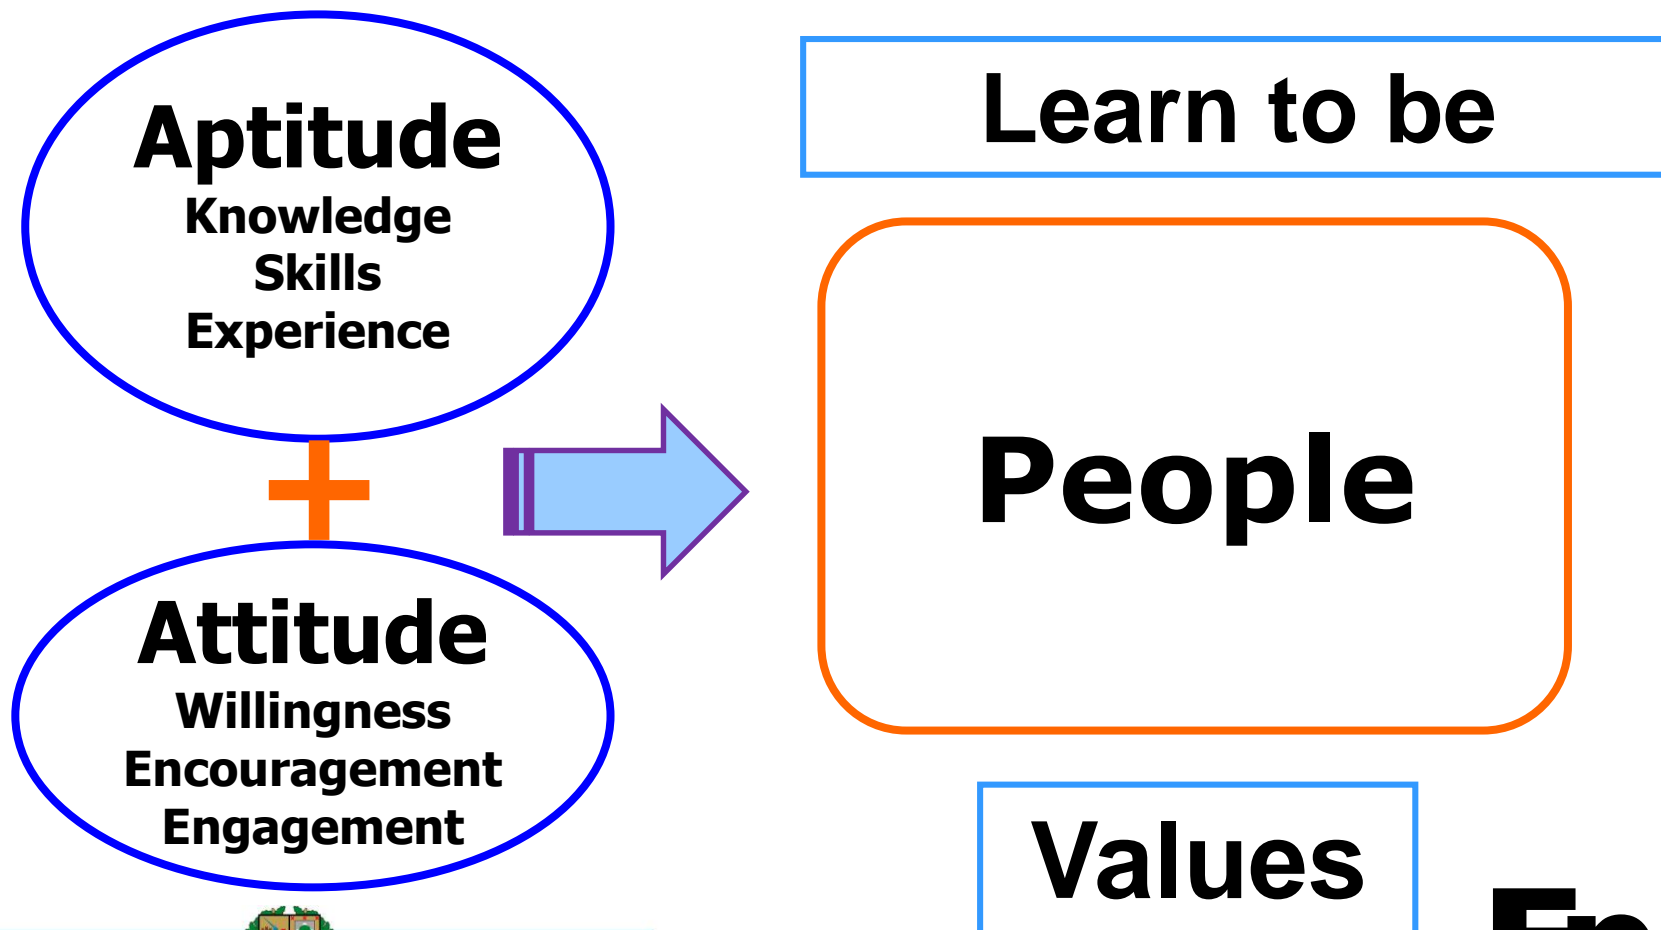 Aptitude
Knowledge
Skills
Experience
Attitude
Willingness
Encouragement
Engagement
Learn to be
People
Values